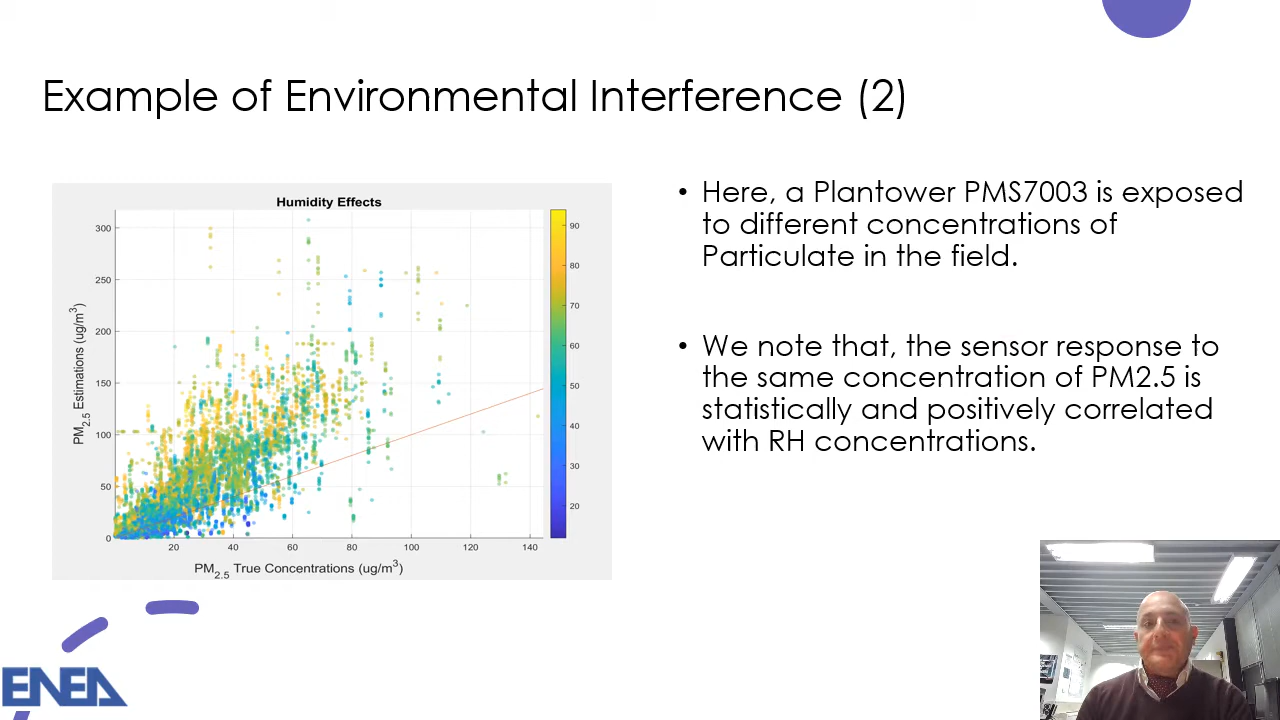 Example of Environmental Interference (2)
Humidity Effects
300
250
200
150
100
50
0
PM2.5 Estimations (ug/m3)
20
40
60
80
100
120
140
PM2.5 True Concentrations (ug/m3)
90
80
70
60
50
40
30
20
• Here, a Plantower PMS7003 is exposed
to different concentrations of
Particulate in the field.
• We note that, the sensor response to
the same concentration of PM2.5 is
statistically and positively correlated
with RH concentrations.
ENEA